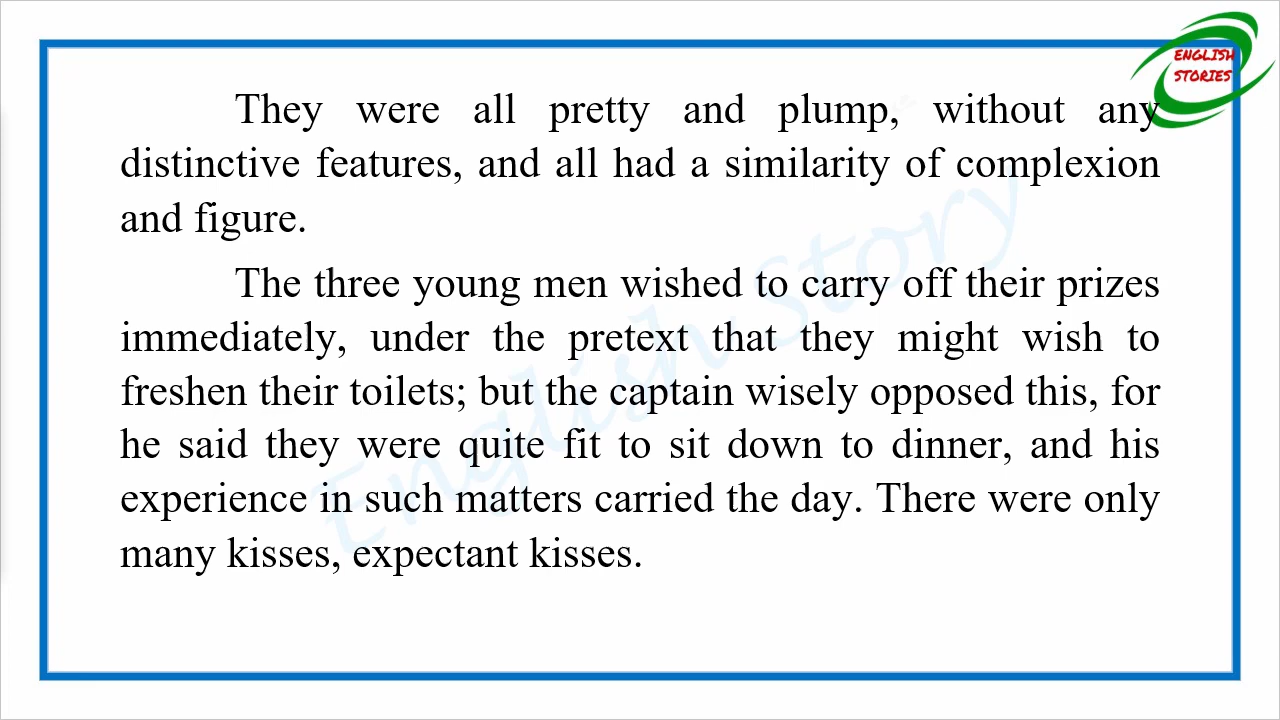 ENGLISH
STORIES
They were all pretty and plump, without any
distinctive features, and all had a similarity of complexion
and figure.
The three young men wished to carry off their prizes
immediately, under the pretext that they might wish to
freshen their toilets; but the captain wisely opposed this, for
he said they were quite fit to sit down to dinner, and his
experience in such matters carried the day. There were only
many kisses, expectant kisses.
English Story